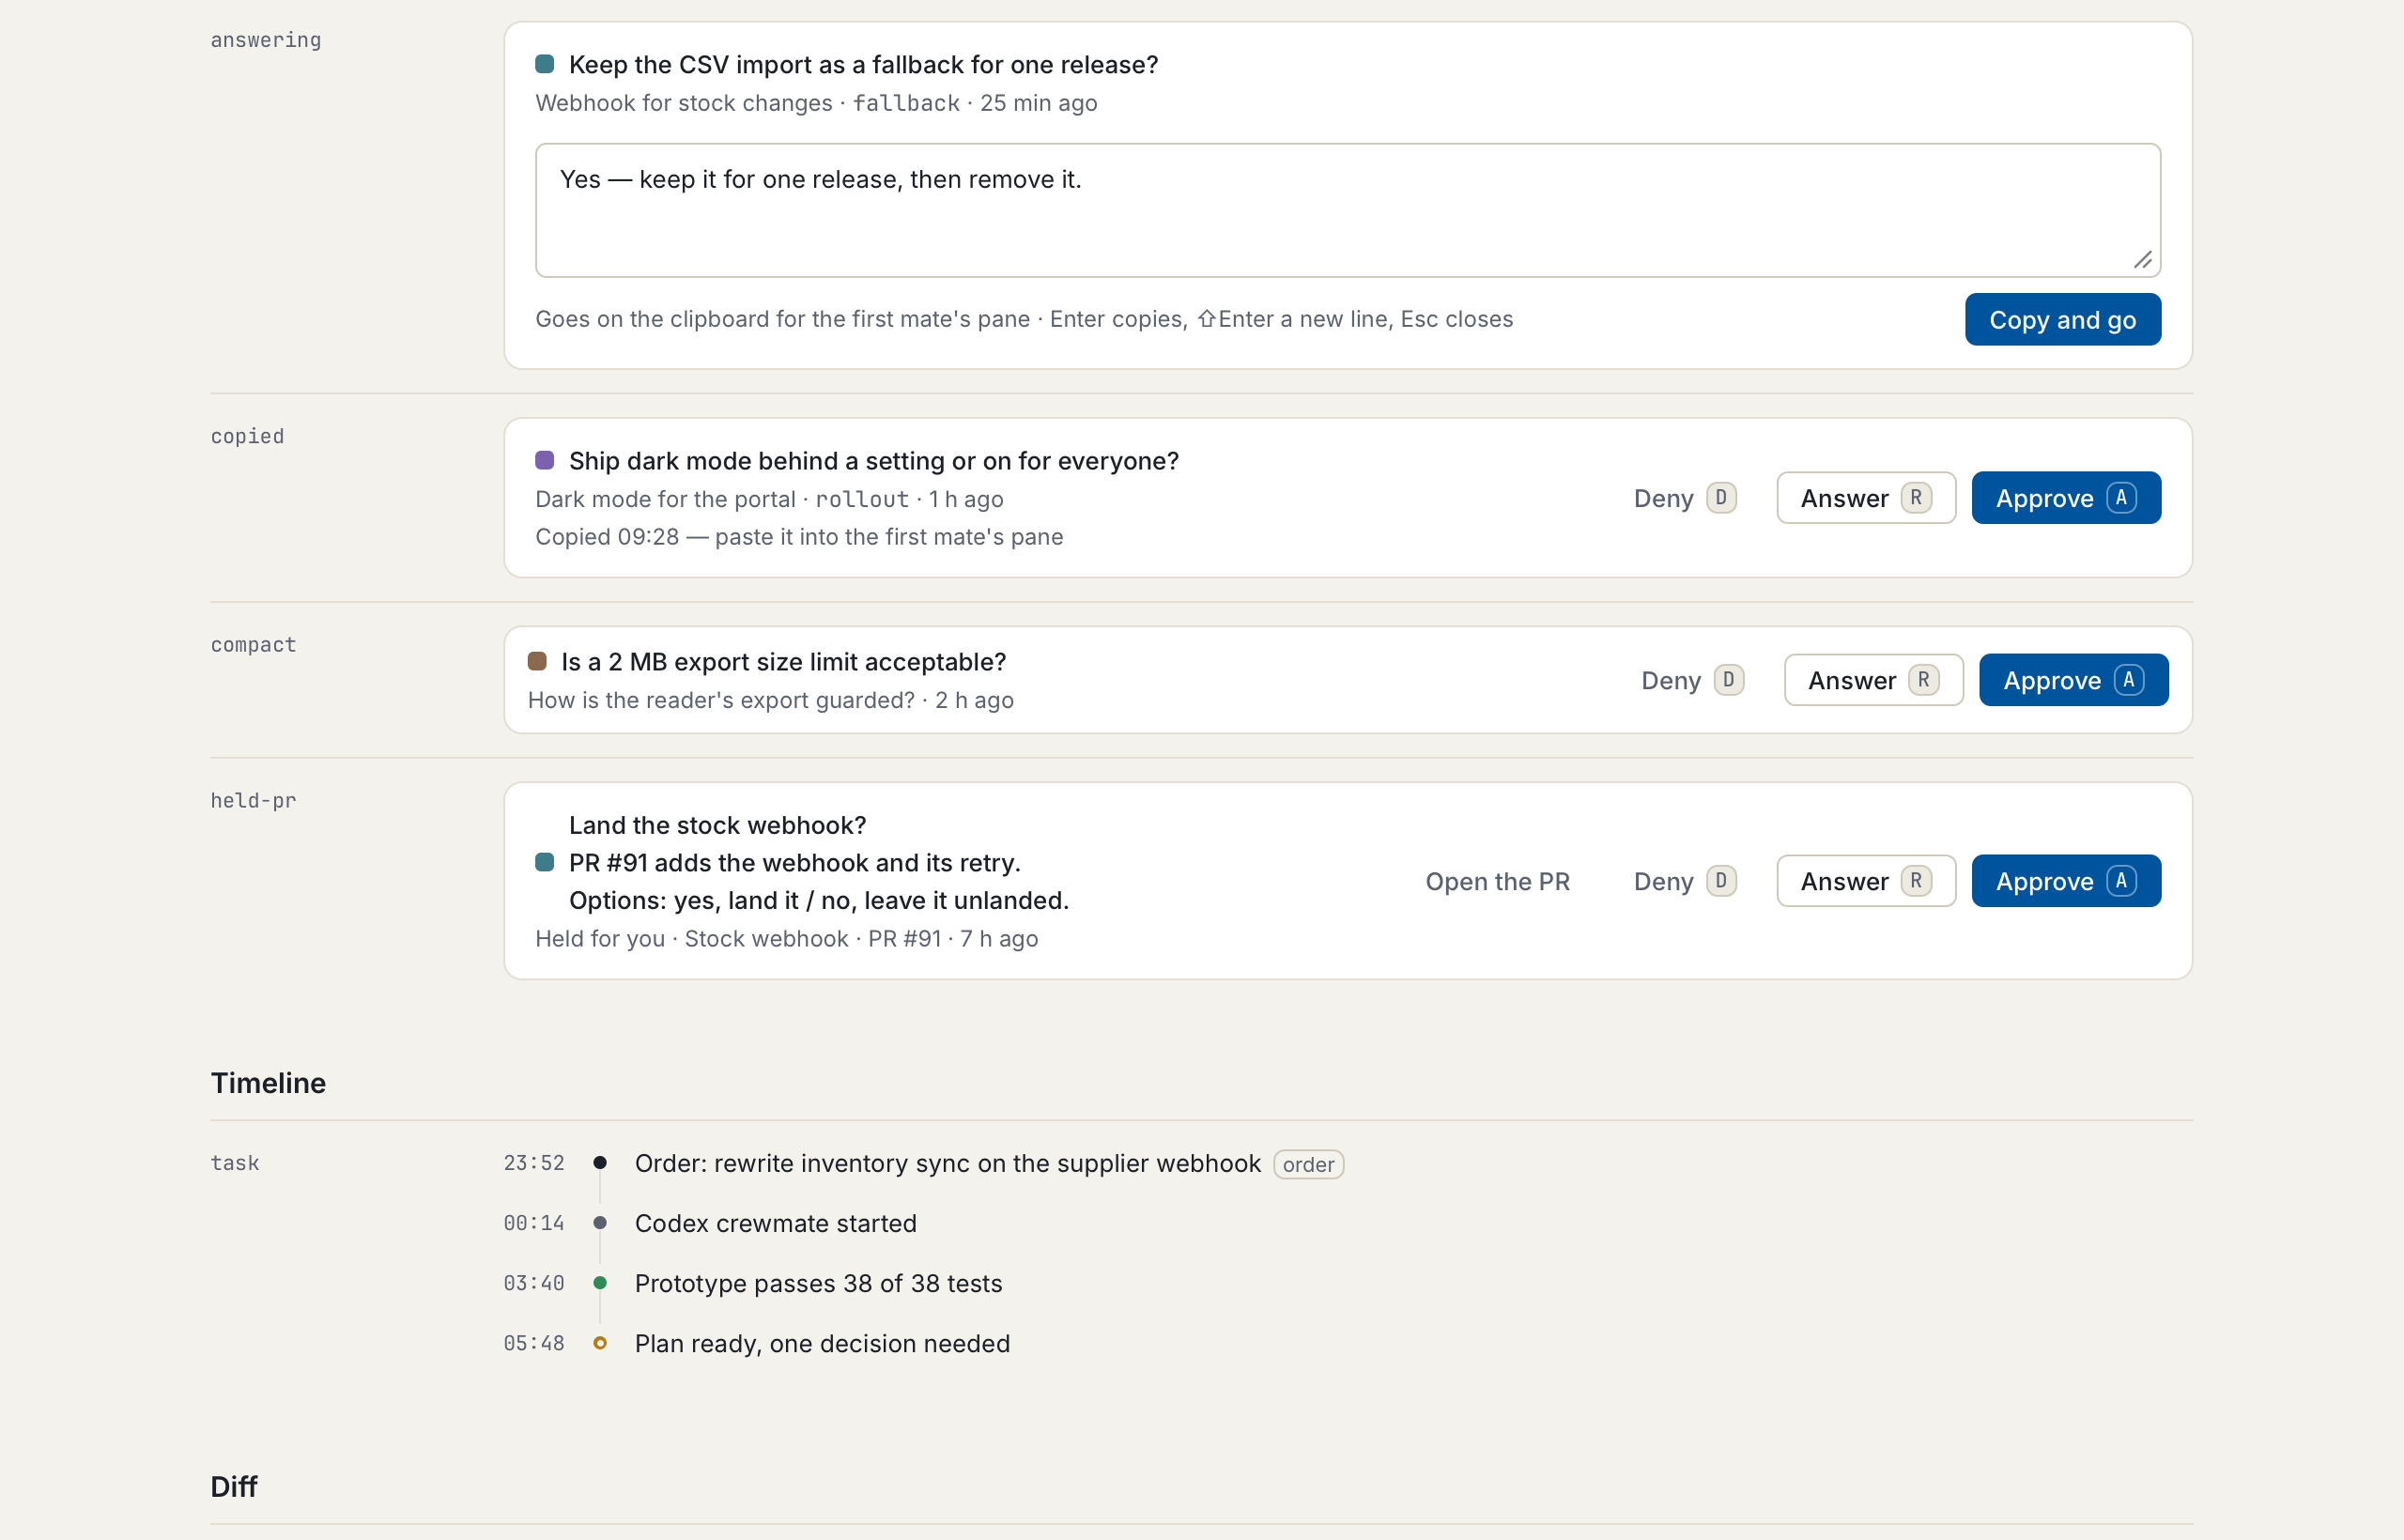 answering
Keep the CSV import as a fallback for one release?
Webhook for stock changes · fallback · 25 min ago
Yes — keep it for one release, then remove it.
Goes on the clipboard for the first mate's pane · Enter copies, ⇧Enter a new line, Esc closes
Copy and go
copied
Ship dark mode behind a setting or on for everyone?
Dark mode for the portal · rollout · 1 h ago
Copied 09:28 — paste it into the first mate's pane
Deny D Answer R Approve A
compact
Is a 2 MB export size limit acceptable?
How is the reader's export guarded? · 2 h ago
Deny D Answer R Approve A
held-pr
Land the stock webhook?
PR #91 adds the webhook and its retry.
Options: yes, land it / no, leave it unlanded.
Held for you · Stock webhook · PR #91 · 7 h ago
Open the PR Deny D Answer R Approve A
Timeline
task
23:52 Order: rewrite inventory sync on the supplier webhook order
00:14 Codex crewmate started
03:40 Prototype passes 38 of 38 tests
05:48 Plan ready, one decision needed
Diff